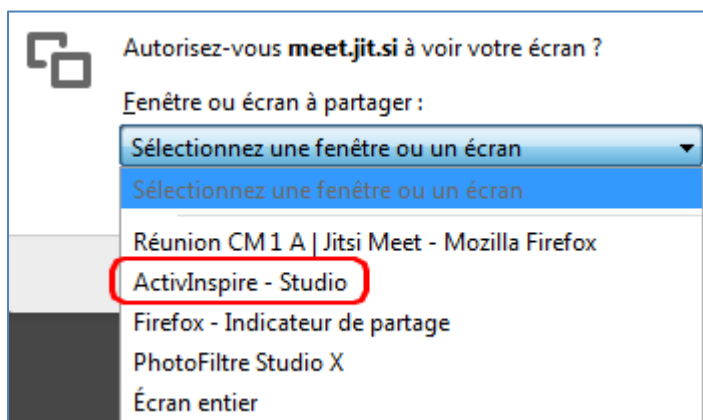 Autorisez-vous meet.jit.si à voir votre écran ?
Fenêtre ou écran à partager :
Sélectionnez une fenêtre ou un écran
Sélectionnez une fenêtre ou un écran
Réunion CM1 A | Jitsi Meet - Mozilla Firefox
ActivInspire - Studio
Firefox - Indicateur de partage
PhotoFiltre Studio X
Écran entier